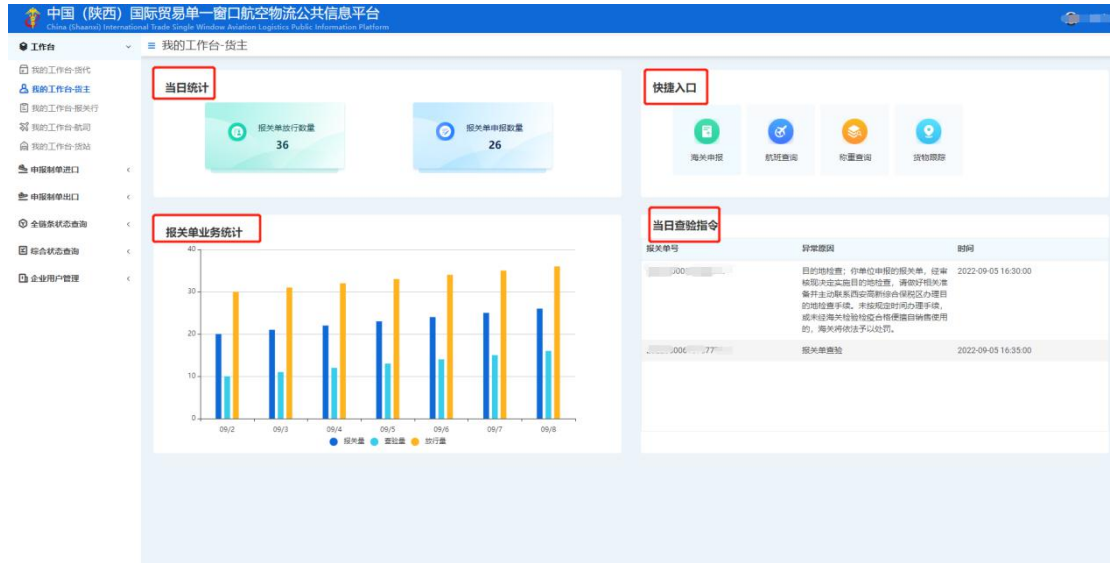 中国（陕西）国际贸易单一窗口航空物流公共信息平台
China (Shaanxi) International Trade Single Window Aviation Logistics Public Information Platform
工作台
我的工作台-货代
我的工作台-货主
我的工作台-报关行
我的工作台-航司
我的工作台-货站
申报制单进口
申报制单出口
全链条状态查询
综合状态查询
企业用户管理
我的工作台-货主
当日统计
报关单放行数量
36
报关单申报数量
26
快捷入口
海关申报
航班查询
称重查询
货物跟踪
报关单业务统计
40
30
20
10
0
09/2 09/3 09/4 09/5 09/6 09/7 09/8
报关量 查验量 放行量
当日查验指令
报关单号 异常原因 时间
目的地检查；你单位申报的报关单，经审 2022-09-05 16:30:00
核现决定实施目的地检查，请做好相关准
备并主动联系西安高新综合保税区办理目
的地检查手续。未按规定时间办理手续，
或未经海关检验检疫合格便擅自销售使用
的，海关将依法予以处罚。
报关单查验 2022-09-05 16:35:00